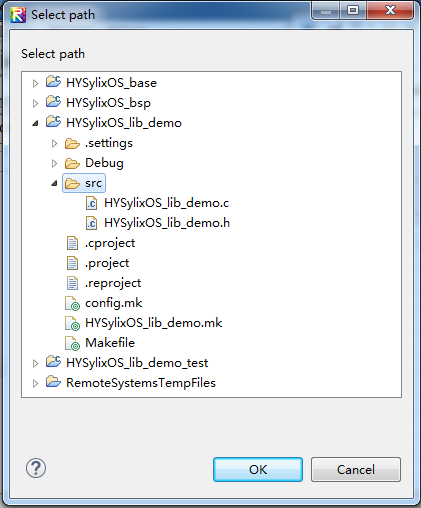 Select path
Select path
HYSylixOS_base
HYSylixOS_bsp
HYSylixOS_lib_demo
.settings
Debug
src
HYSylixOS_lib_demo.c
HYSylixOS_lib_demo.h
.cproject
.project
.reproject
config.mk
HYSylixOS_lib_demo.mk
Makefile
HYSylixOS_lib_demo_test
RemoteSystemsTempFiles
OK
Cancel